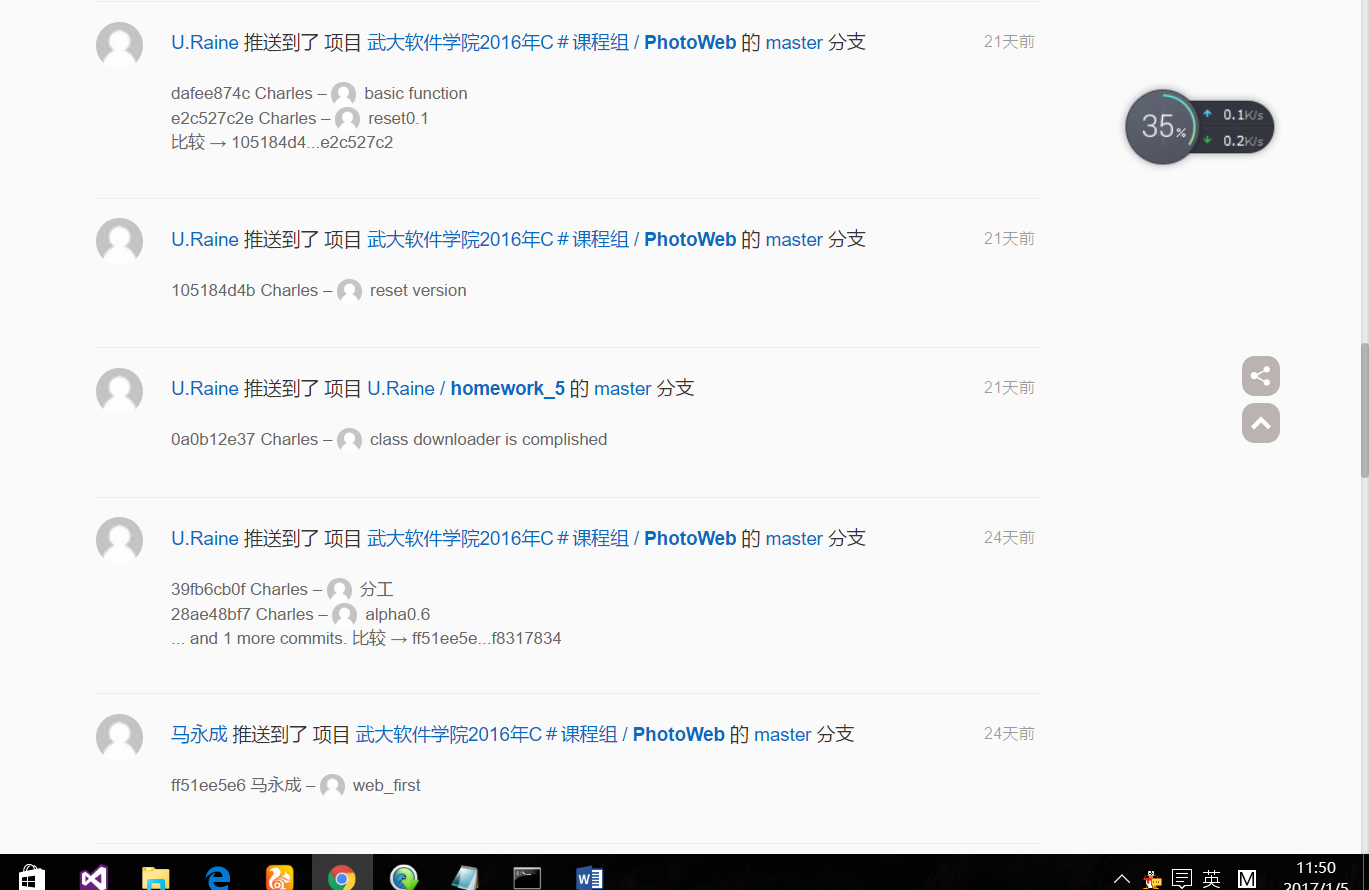 U.Raine 推送到了 项目 武大软件学院2016年C＃课程组 / PhotoWeb 的 master 分支 21天前
dafee874c Charles – basic function
e2c527c2e Charles – reset0.1
比较 → 105184d4...e2c527c2
35% 0.1K/s
0.2K/s
U.Raine 推送到了 项目 武大软件学院2016年C＃课程组 / PhotoWeb 的 master 分支 21天前
105184d4b Charles – reset version
U.Raine 推送到了 项目 U.Raine / homework_5 的 master 分支 21天前
0a0b12e37 Charles – class downloader is complished
U.Raine 推送到了 项目 武大软件学院2016年C＃课程组 / PhotoWeb 的 master 分支 24天前
39fb6cb0f Charles – 分工
28ae48bf7 Charles – alpha0.6
... and 1 more commits. 比较 → ff51ee5e...f8317834
马永成 推送到了 项目 武大软件学院2016年C＃课程组 / PhotoWeb 的 master 分支 24天前
ff51ee5e6 马永成 – web_first
英 M 11:50
2017/1/5